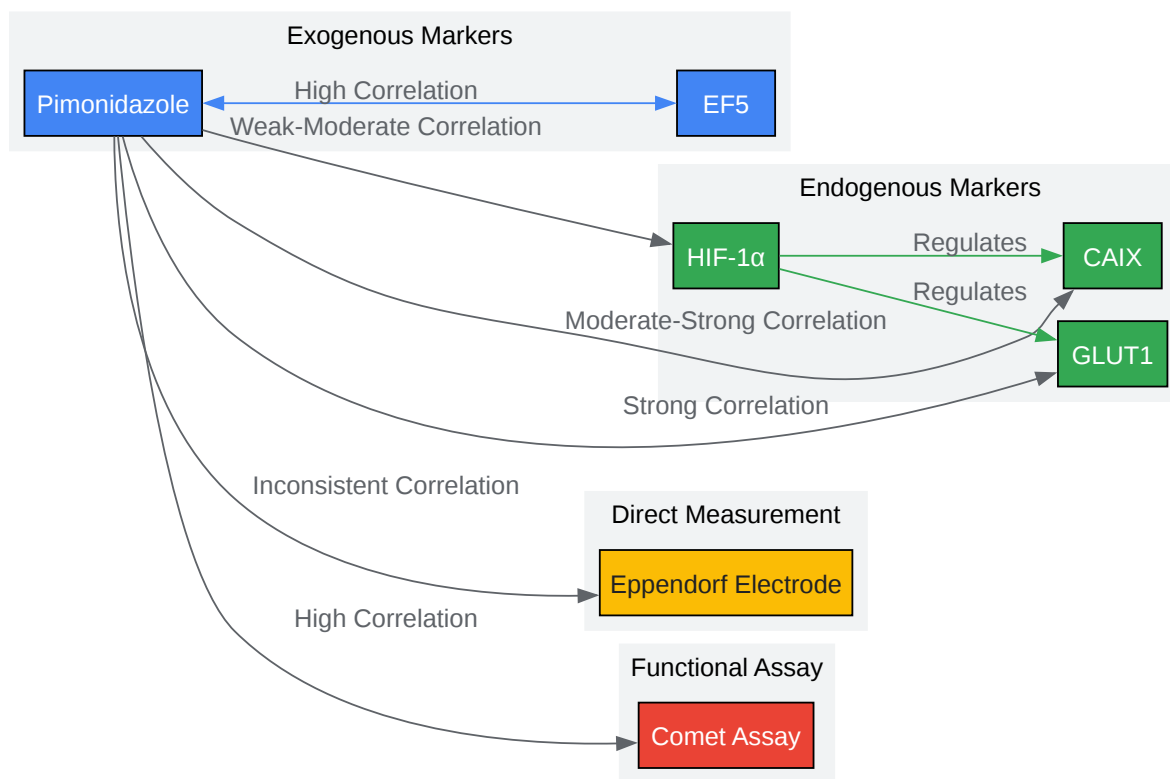 Exogenous Markers
Pimonidazole
High Correlation
EF5
Weak-Moderate Correlation
Endogenous Markers
HIF-1α
Regulates
CAIX
Regulates
Moderate-Strong Correlation
GLUT1
Strong Correlation
Inconsistent Correlation
Direct Measurement
Eppendorf Electrode
High Correlation
Functional Assay
Comet Assay